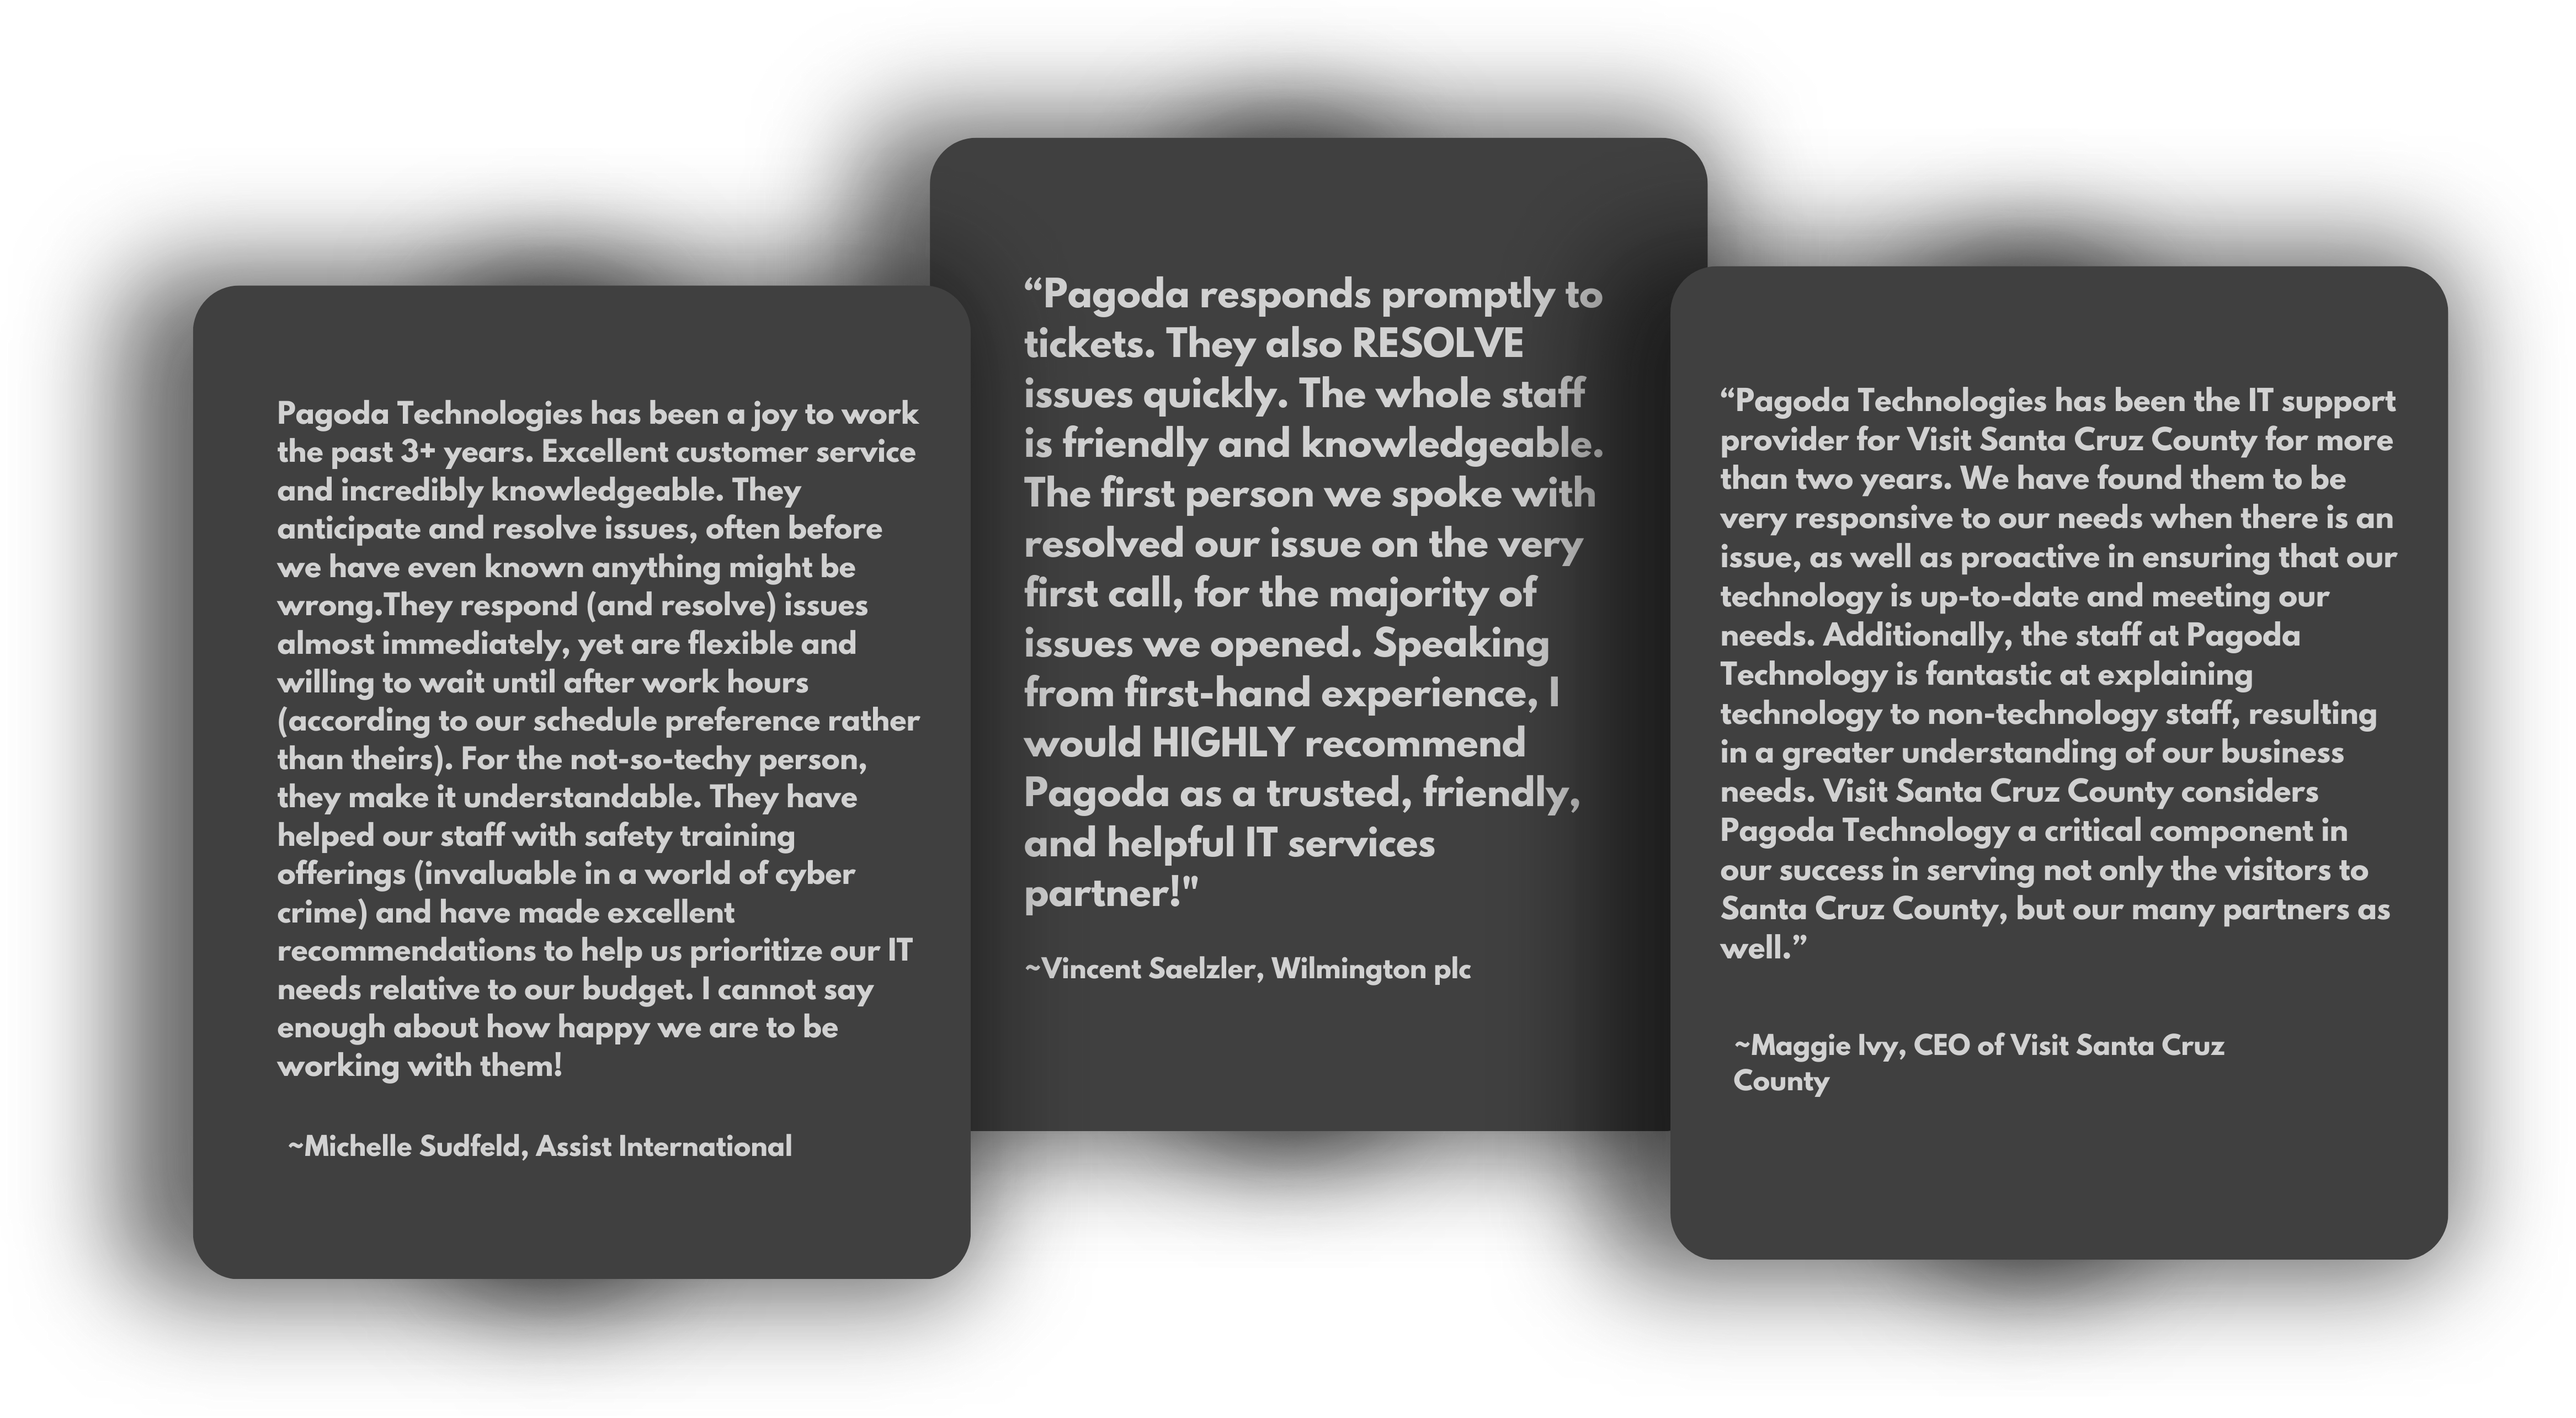 Pagoda Technologies has been a joy to work
the past 3+ years. Excellent customer service
and incredibly knowledgeable. They
anticipate and resolve issues, often before
we have even known anything might be
wrong.They respond (and resolve) issues
almost immediately, yet are flexible and
willing to wait until after work hours
(according to our schedule preference rather
than theirs). For the not-so-techy person,
they make it understandable. They have
helped our staff with safety training
offerings (invaluable in a world of cyber
crime) and have made excellent
recommendations to help us prioritize our IT
needs relative to our budget. I cannot say
enough about how happy we are to be
working with them!
~Michelle Sudfeld, Assist International
“Pagoda responds promptly to
tickets. They also RESOLVE
issues quickly. The whole staff
is friendly and knowledgeable.
The first person we spoke with
resolved our issue on the very
first call, for the majority of
issues we opened. Speaking
from first-hand experience, I
would HIGHLY recommend
Pagoda as a trusted, friendly,
and helpful IT services
partner!"
~Vincent Saelzler, Wilmington plc
“Pagoda Technologies has been the IT support
provider for Visit Santa Cruz County for more
than two years. We have found them to be
very responsive to our needs when there is an
issue, as well as proactive in ensuring that our
technology is up-to-date and meeting our
needs. Additionally, the staff at Pagoda
Technology is fantastic at explaining
technology to non-technology staff, resulting
in a greater understanding of our business
needs. Visit Santa Cruz County considers
Pagoda Technology a critical component in
our success in serving not only the visitors to
Santa Cruz County, but our many partners as
well.”
~Maggie Ivy, CEO of Visit Santa Cruz
County